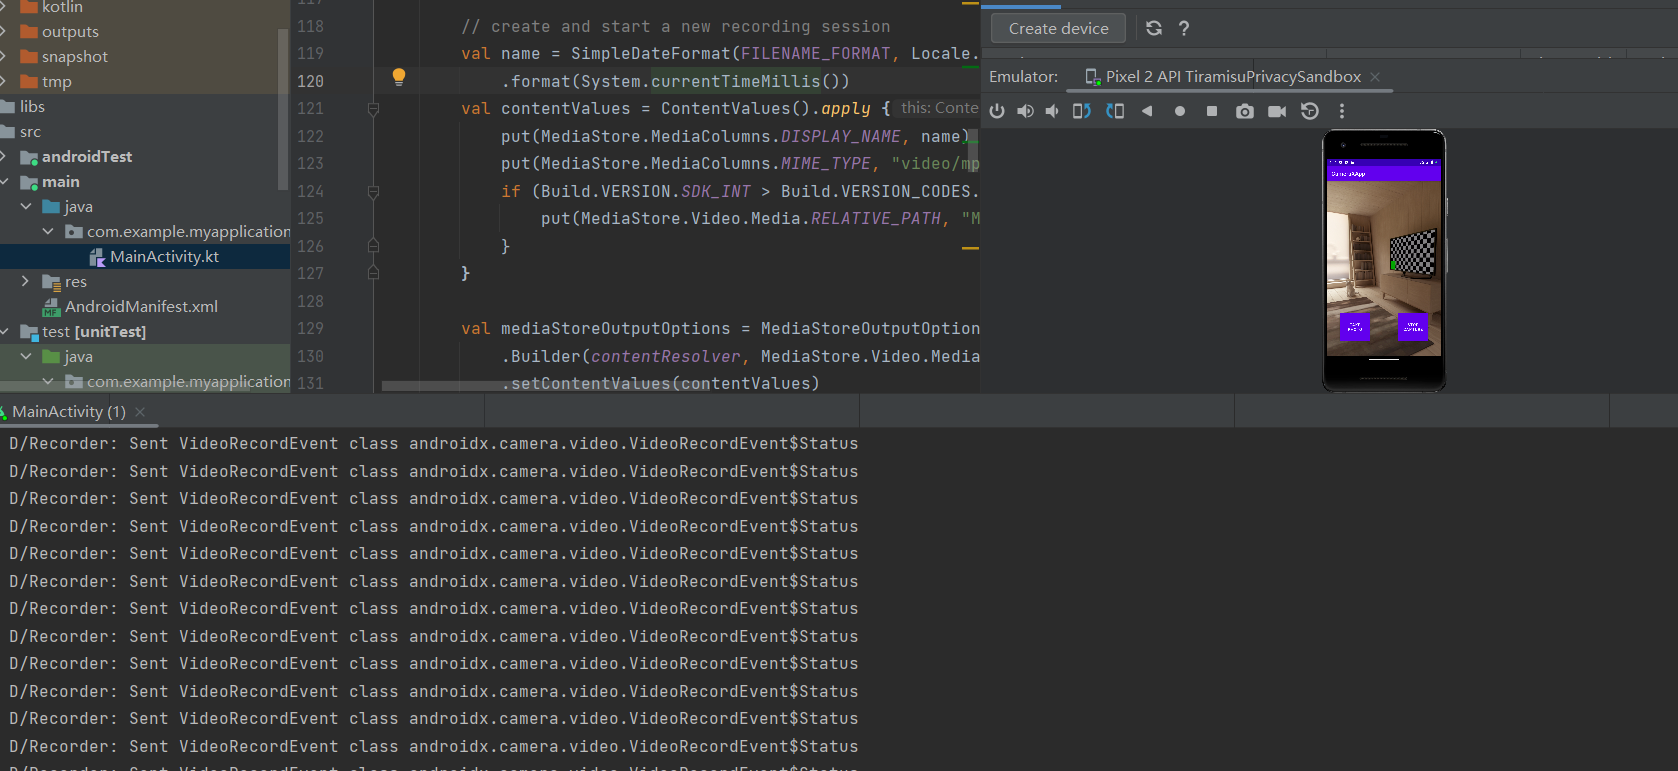 kotlin
outputs
snapshot
tmp
libs
src
androidTest
main
java
com.example.myapplication
MainActivity.kt
res
AndroidManifest.xml
test [unitTest]
java
com.example.myapplication
118 // create and start a new recording session
119 val name = SimpleDateFormat(FILENAME_FORMAT, Locale.
120 .format(System.currentTimeMillis())
121 val contentValues = ContentValues().apply { this: Conte
122 put(MediaStore.MediaColumns.DISPLAY_NAME, name)
123 put(MediaStore.MediaColumns.MIME_TYPE, "video/mp
124 if (Build.VERSION.SDK_INT > Build.VERSION_CODES.
125 put(MediaStore.Video.Media.RELATIVE_PATH, "M
126 }
127 }
128
129 val mediaStoreOutputOptions = MediaStoreOutputOption
130 .Builder(contentResolver, MediaStore.Video.Media
131 .setContentValues(contentValues)
Create device ?
Emulator: Pixel 2 API TiramisuPrivacySandbox
CameraXApp
TAKE
PHOTO
STOP
CAPTURE
MainActivity (1)
D/Recorder: Sent VideoRecordEvent class androidx.camera.video.VideoRecordEvent$Status
D/Recorder: Sent VideoRecordEvent class androidx.camera.video.VideoRecordEvent$Status
D/Recorder: Sent VideoRecordEvent class androidx.camera.video.VideoRecordEvent$Status
D/Recorder: Sent VideoRecordEvent class androidx.camera.video.VideoRecordEvent$Status
D/Recorder: Sent VideoRecordEvent class androidx.camera.video.VideoRecordEvent$Status
D/Recorder: Sent VideoRecordEvent class androidx.camera.video.VideoRecordEvent$Status
D/Recorder: Sent VideoRecordEvent class androidx.camera.video.VideoRecordEvent$Status
D/Recorder: Sent VideoRecordEvent class androidx.camera.video.VideoRecordEvent$Status
D/Recorder: Sent VideoRecordEvent class androidx.camera.video.VideoRecordEvent$Status
D/Recorder: Sent VideoRecordEvent class androidx.camera.video.VideoRecordEvent$Status
D/Recorder: Sent VideoRecordEvent class androidx.camera.video.VideoRecordEvent$Status
D/Recorder: Sent VideoRecordEvent class androidx.camera.video.VideoRecordEvent$Status